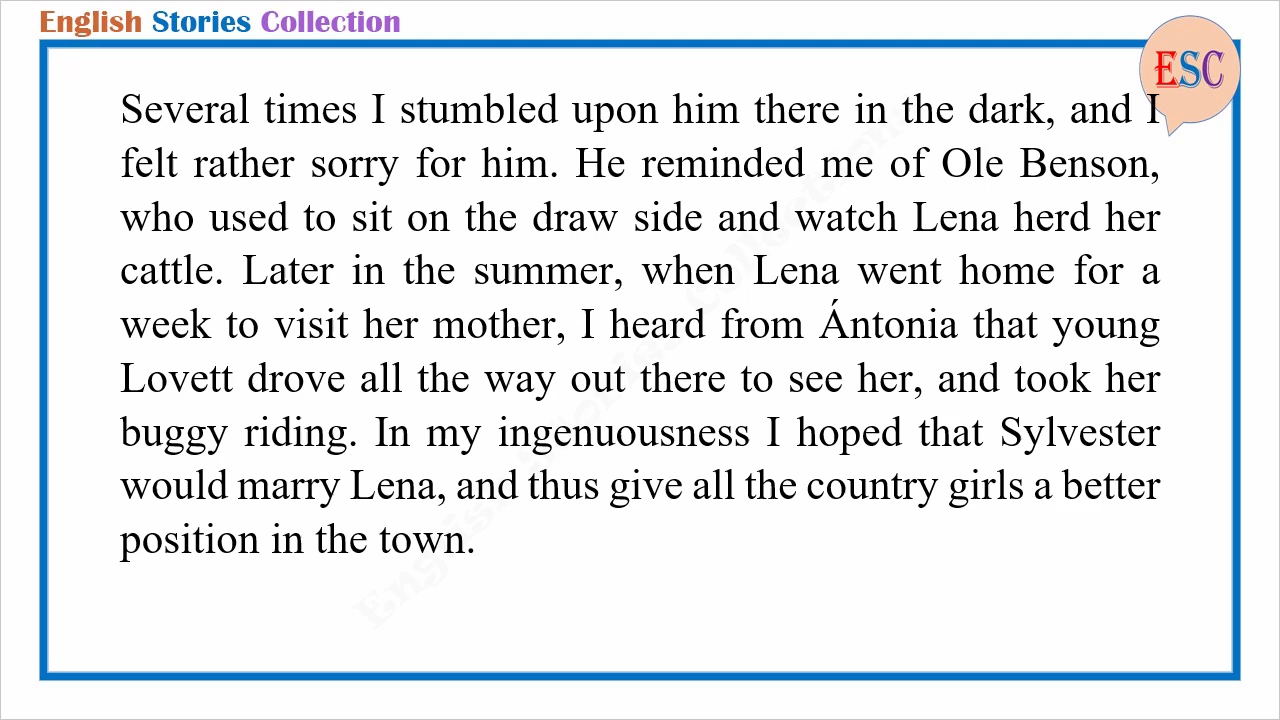 English Stories Collection
ESC
Several times I stumbled upon him there in the dark, and I
felt rather sorry for him. He reminded me of Ole Benson,
who used to sit on the draw side and watch Lena herd her
cattle. Later in the summer, when Lena went home for a
week to visit her mother, I heard from Ántonia that young
Lovett drove all the way out there to see her, and took her
buggy riding. In my ingenuousness I hoped that Sylvester
would marry Lena, and thus give all the country girls a better
position in the town.
English Stories Collection